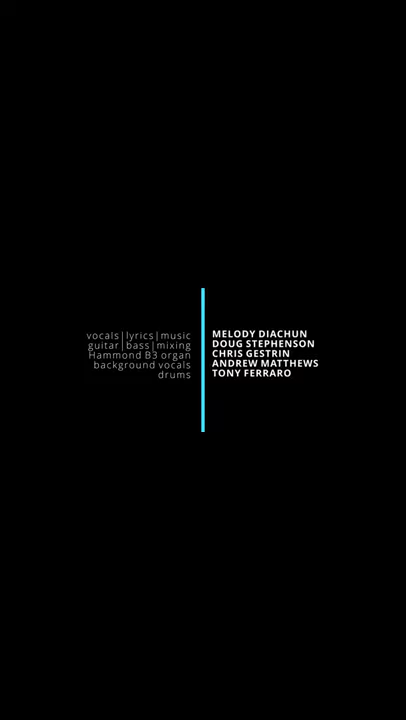 vocals|lyrics|music MELODY DIACHUN
guitar|bass|mixing DOUG STEPHENSON
Hammond B3 organ CHRIS GESTRIN
background vocals ANDREW MATTHEWS
drums TONY FERRARO